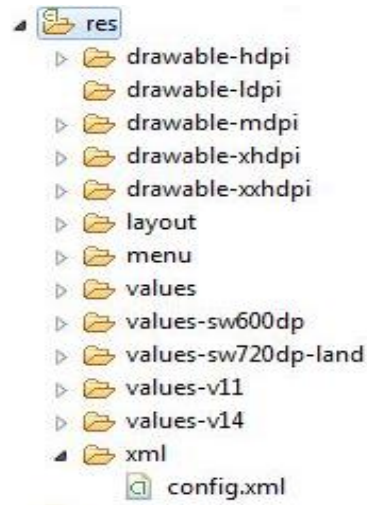 res
drawable-hdpi
drawable-ldpi
drawable-mdpi
drawable-xhdpi
drawable-xxhdpi
layout
menu
values
values-sw600dp
values-sw720dp-land
values-v11
values-v14
xml
config.xml